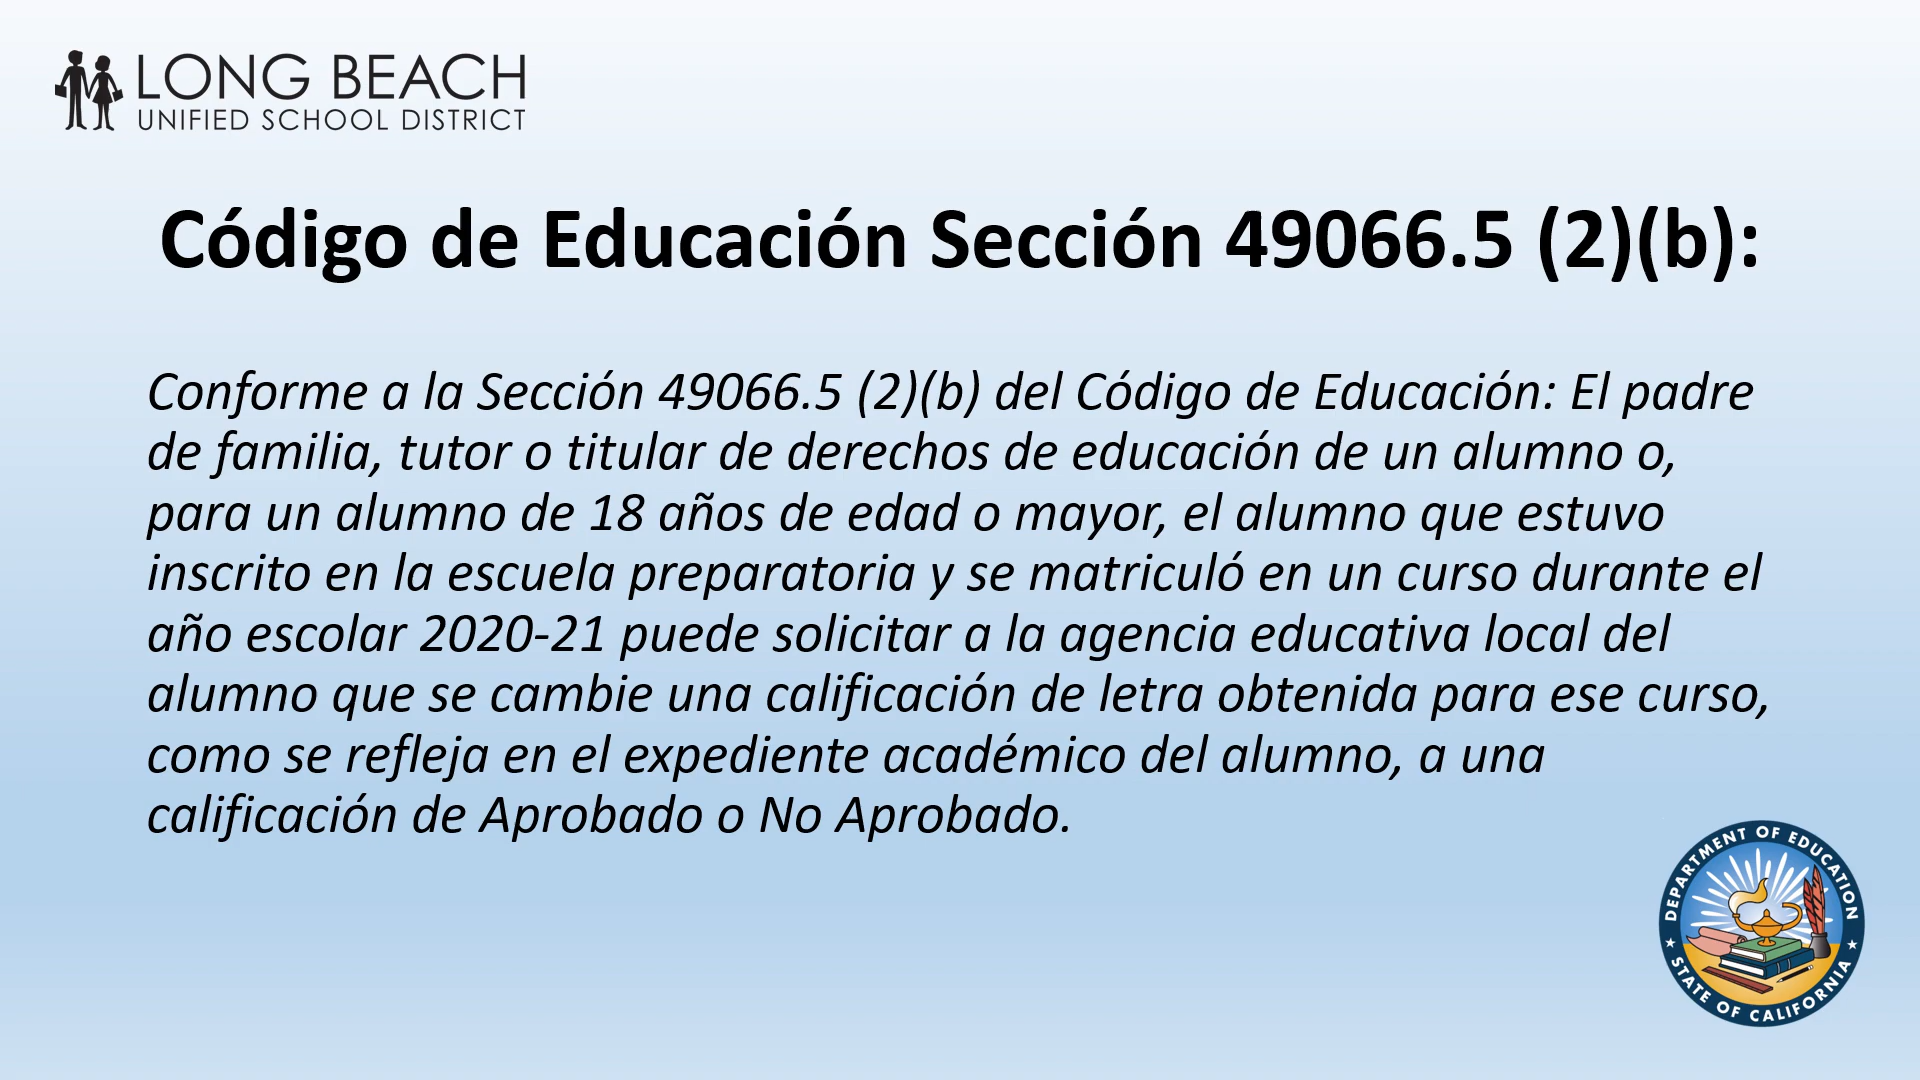 LONG BEACH
UNIFIED SCHOOL DISTRICT
Código de Educación Sección 49066.5 (2)(b):
Conforme a la Sección 49066.5 (2)(b) del Código de Educación: El padre
de familia, tutor o titular de derechos de educación de un alumno o,
para un alumno de 18 años de edad o mayor, el alumno que estuvo
inscrito en la escuela preparatoria y se matriculó en un curso durante el
año escolar 2020-21 puede solicitar a la agencia educativa local del
alumno que se cambie una calificación de letra obtenida para ese curso,
como se refleja en el expediente académico del alumno, a una
calificación de Aprobado o No Aprobado.
DEPARTMENT OF EDUCATION
STATE OF CALIFORNIA